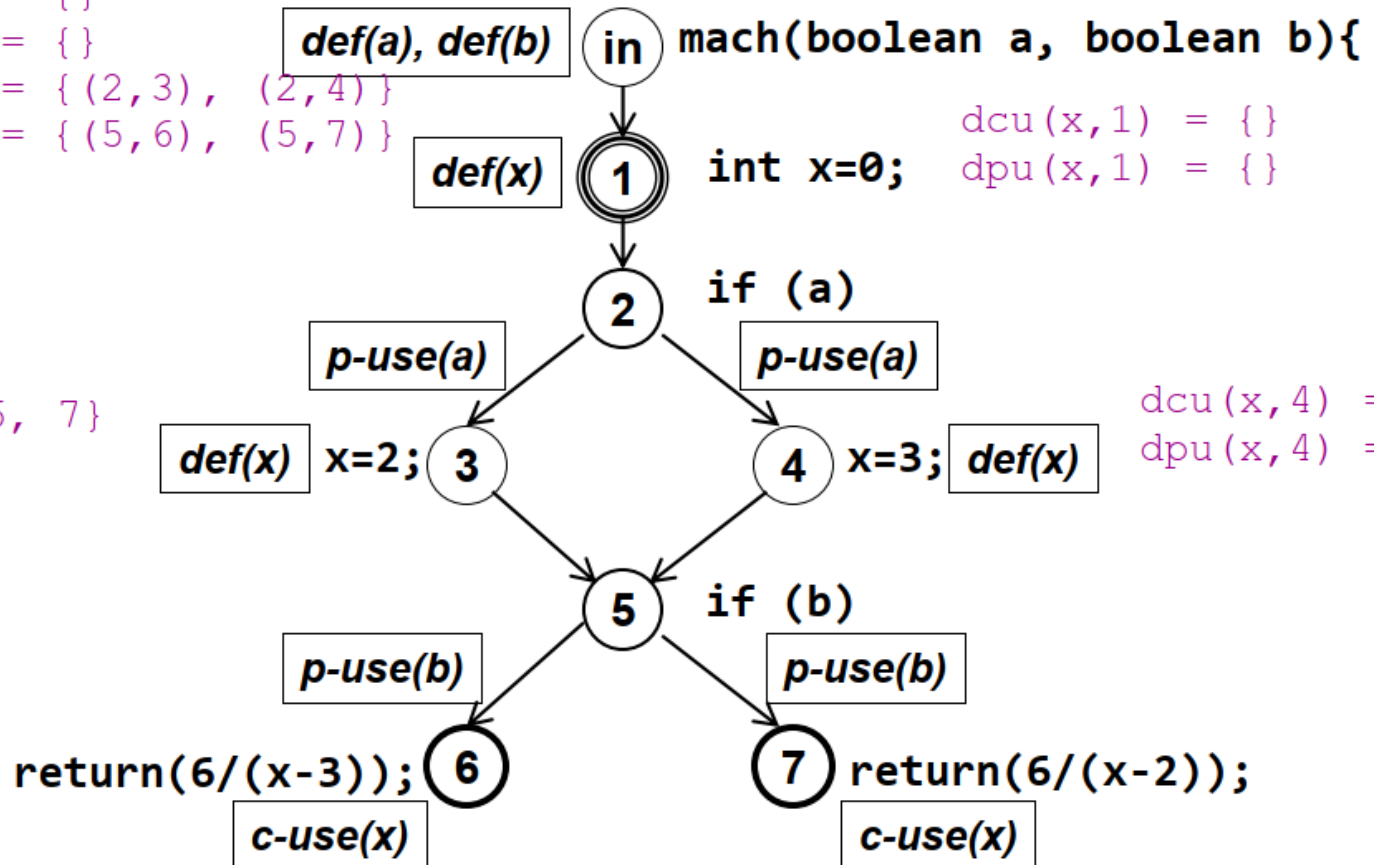 {}
= {}
def(a), def(b) in mach(boolean a, boolean b){
= {(2,3), (2,4)}
= {(5,6), (5,7)}
dcu(x,1) = {}
def(x) 1 int x=0; dpu(x,1) = {}
2 if (a)
p-use(a) p-use(a)
, 7}
dcu(x,4) =
def(x) x=2; 3 4 x=3; def(x) dpu(x,4) =
5 if (b)
p-use(b) p-use(b)
return(6/(x-3)); 6 7 return(6/(x-2));
c-use(x) c-use(x)